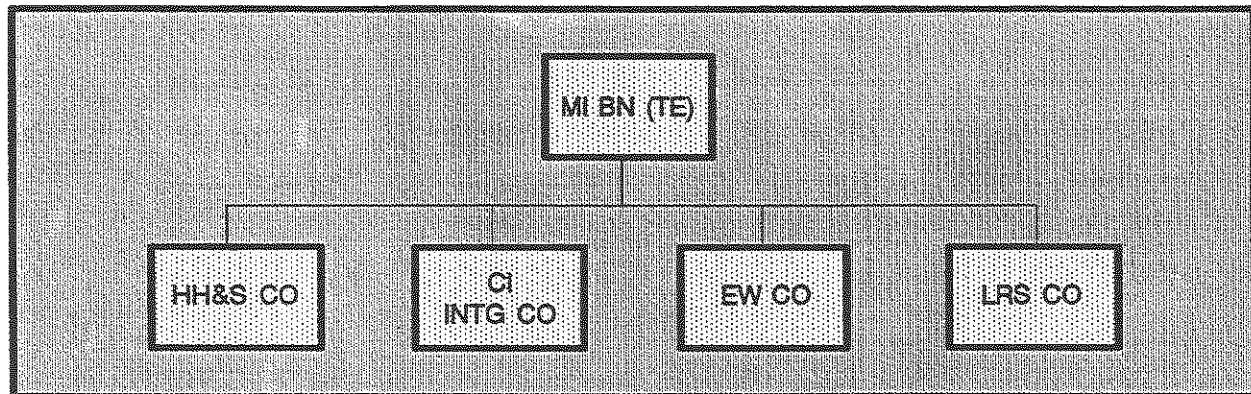 MI BN (TE)
HH&S CO
CI
INTG CO
EW CO
LRS CO